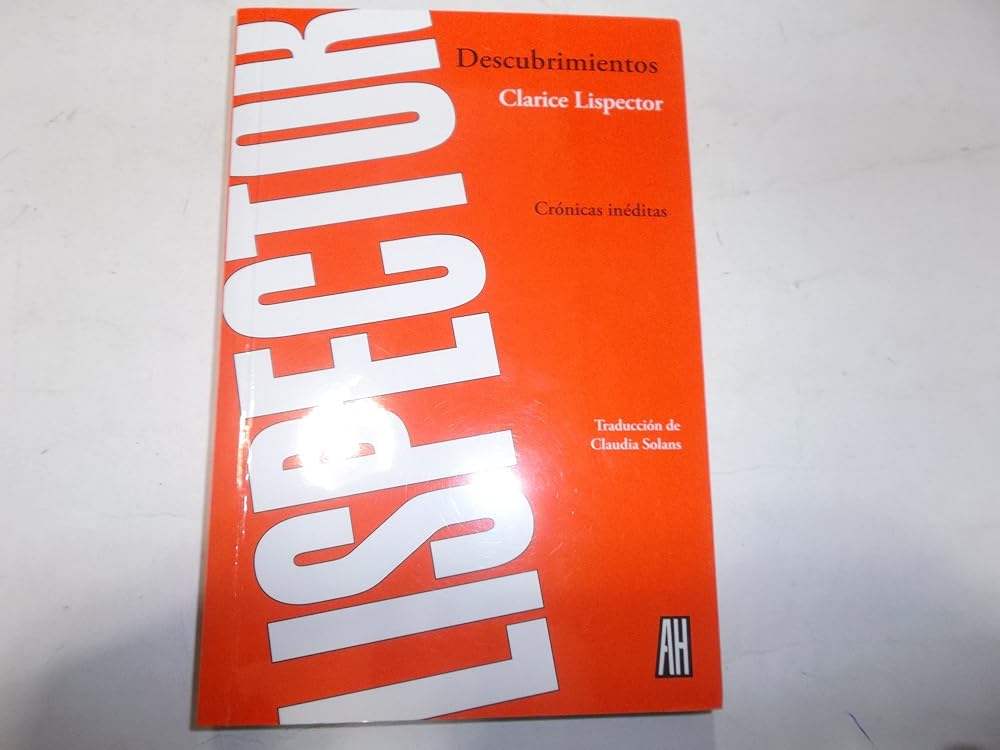 Descubrimientos
Clarice Lispector
Crónicas inéditas
Traducción de
Claudia Solans
AH
LISPECTOR